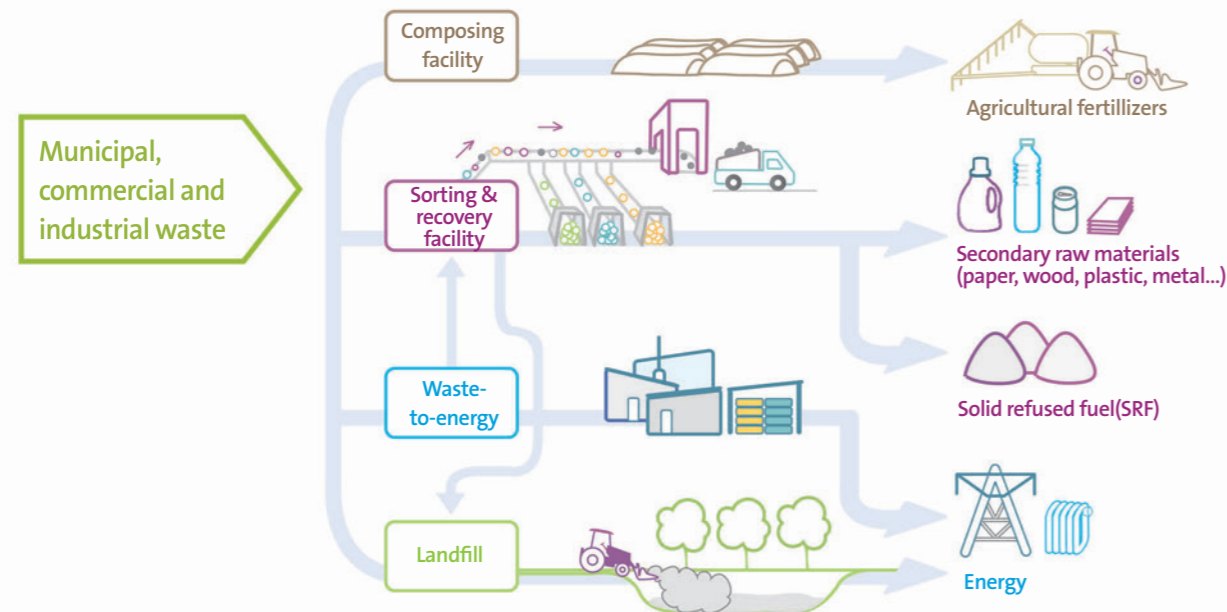 Municipal,
commercial and
industrial waste
Composing
facility
Agricultural fertillizers
Sorting &
recovery
facility
Secondary raw materials
(paper, wood, plastic, metal...)
Solid refused fuel(SRF)
Waste-
to-energy
Landfill
Energy